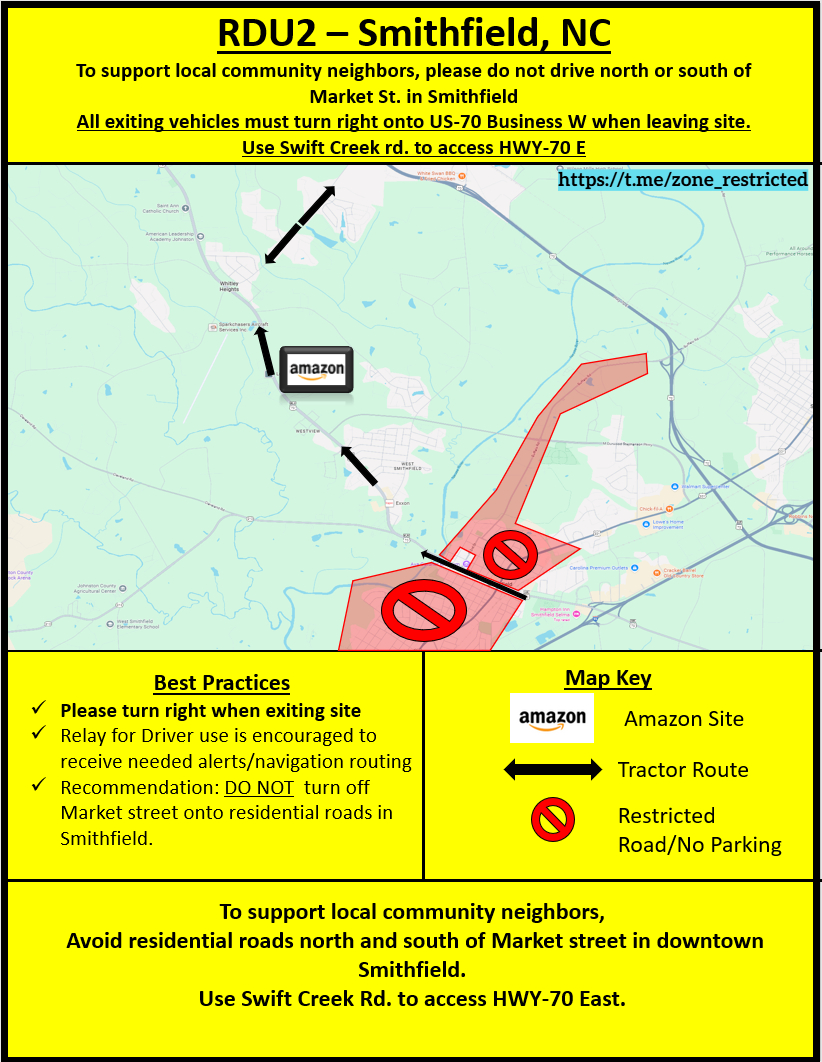 RDU2 – Smithfield, NC
To support local community neighbors, please do not drive north or south of
Market St. in Smithfield
All exiting vehicles must turn right onto US-70 Business W when leaving site.
Use Swift Creek rd. to access HWY-70 E
https://t.me/zone_restricted
White Swan BBQ
Saint Ann
Catholic Church
American Leadership
Academy Johnston
All Around
Performance Horses
Whitley
Heights
Sparkchasers Aircraft
Services Inc.
amazon
WESTVIEW
WEST
SMITHFIELD
Exxon
Walmart Supercenter
Chick-fil-A
Lowe's Home
Improvement
Carolina Premium Outlets
Cracker Barrel
Old Country Store
Johnston County
Agricultural Center
West Smithfield
Elementary School
Hampton Inn
Smithfield Selma
Best Practices
✓ Please turn right when exiting site
✓ Relay for Driver use is encouraged to
receive needed alerts/navigation routing
✓ Recommendation: DO NOT turn off
Market street onto residential roads in
Smithfield.
Map Key
amazon Amazon Site
Tractor Route
Restricted
Road/No Parking
To support local community neighbors,
Avoid residential roads north and south of Market street in downtown
Smithfield.
Use Swift Creek Rd. to access HWY-70 East.